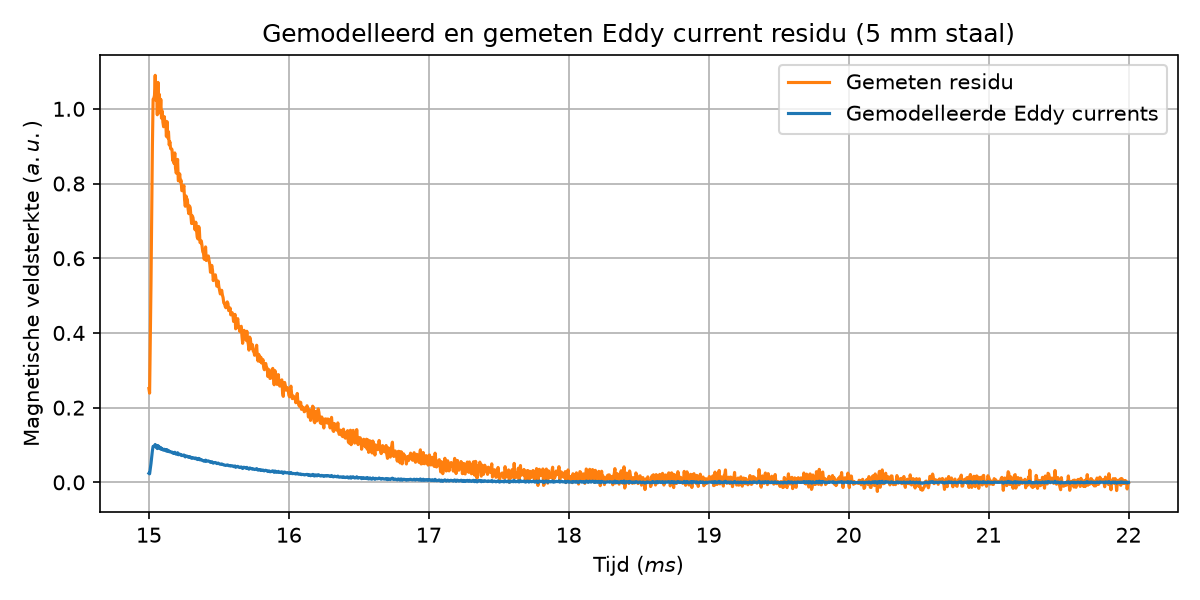 Gemodelleerd en gemeten Eddy current residu (5 mm staal)
Gemeten residu
Gemodelleerde Eddy currents
Magnetische veldsterkte (a.u.)
1.0
0.8
0.6
0.4
0.2
0.0
15 16 17 18 19 20 21 22
Tijd (ms)